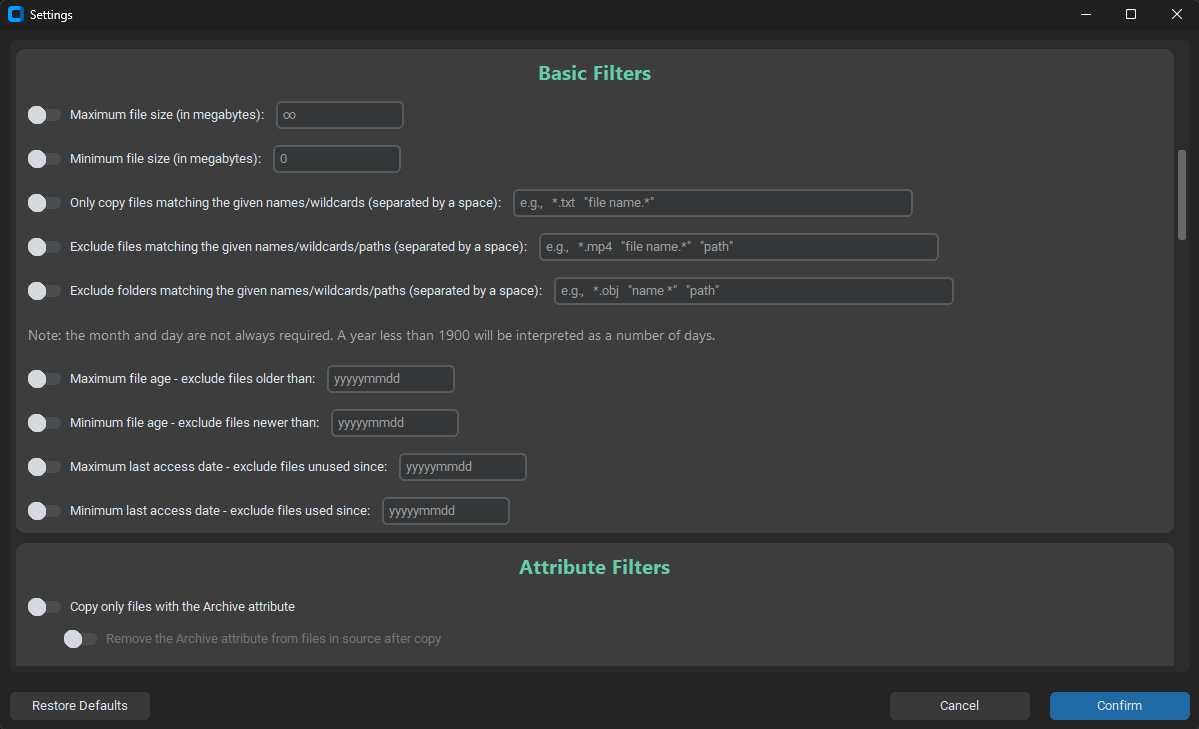 Settings
Basic Filters
Maximum file size (in megabytes): ∞
Minimum file size (in megabytes): 0
Only copy files matching the given names/wildcards (separated by a space): e.g., *.txt "file name.*"
Exclude files matching the given names/wildcards/paths (separated by a space): e.g., *.mp4 "file name.*" "path"
Exclude folders matching the given names/wildcards/paths (separated by a space): e.g., *.obj "name *" "path"
Note: the month and day are not always required. A year less than 1900 will be interpreted as a number of days.
Maximum file age - exclude files older than: yyyyymmdd
Minimum file age - exclude files newer than: yyyyymmdd
Maximum last access date - exclude files unused since: yyyyymmdd
Minimum last access date - exclude files used since: yyyyymmdd
Attribute Filters
Copy only files with the Archive attribute
Remove the Archive attribute from files in source after copy
Restore Defaults Cancel Confirm